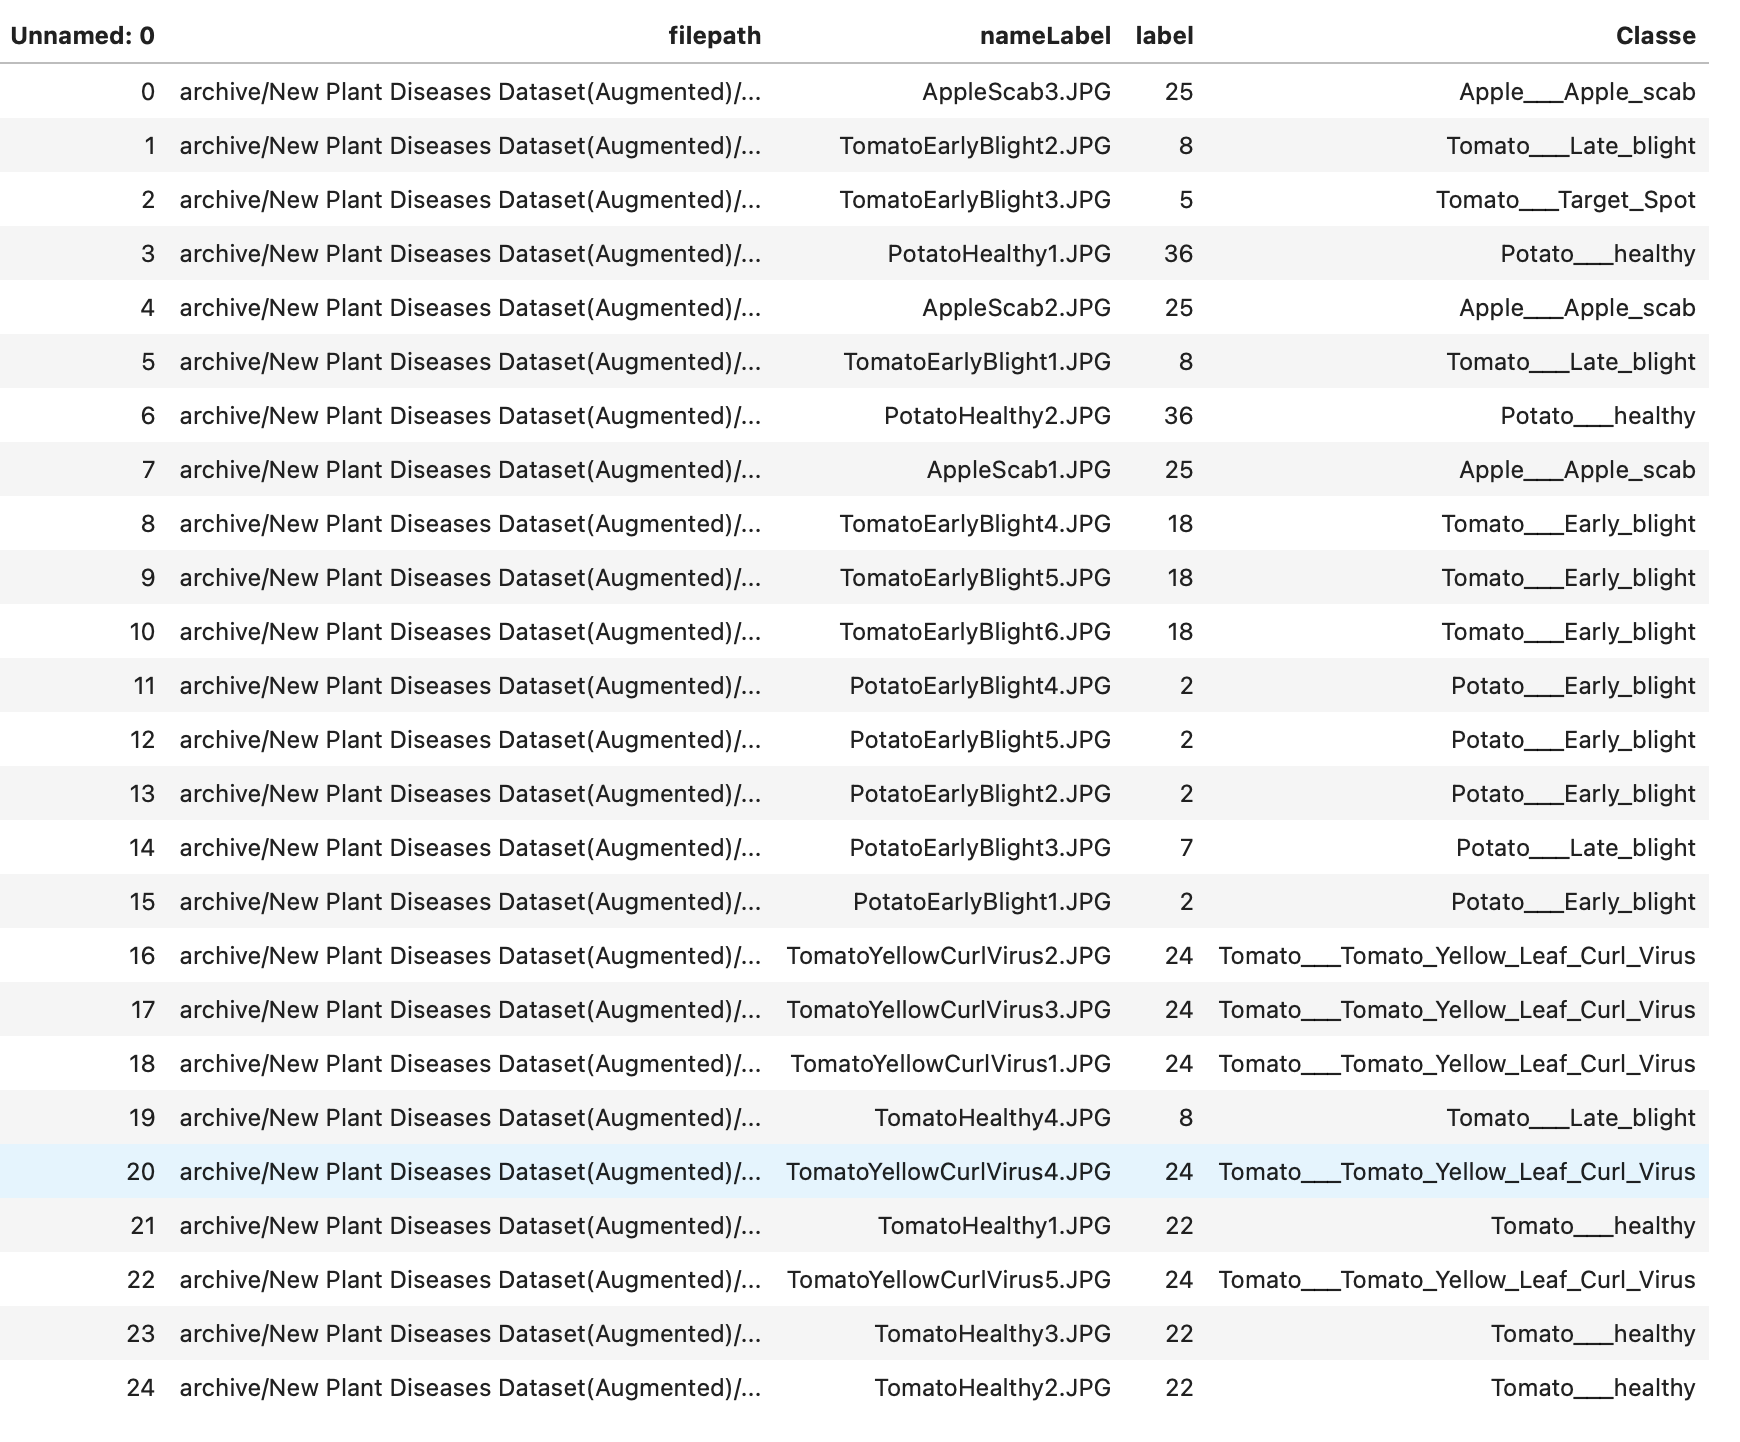 Unnamed: 0 filepath nameLabel label Classe
0 archive/New Plant Diseases Dataset(Augmented)/... AppleScab3.JPG 25 Apple___Apple_scab
1 archive/New Plant Diseases Dataset(Augmented)/... TomatoEarlyBlight2.JPG 8 Tomato___Late_blight
2 archive/New Plant Diseases Dataset(Augmented)/... TomatoEarlyBlight3.JPG 5 Tomato___Target_Spot
3 archive/New Plant Diseases Dataset(Augmented)/... PotatoHealthy1.JPG 36 Potato___healthy
4 archive/New Plant Diseases Dataset(Augmented)/... AppleScab2.JPG 25 Apple___Apple_scab
5 archive/New Plant Diseases Dataset(Augmented)/... TomatoEarlyBlight1.JPG 8 Tomato___Late_blight
6 archive/New Plant Diseases Dataset(Augmented)/... PotatoHealthy2.JPG 36 Potato___healthy
7 archive/New Plant Diseases Dataset(Augmented)/... AppleScab1.JPG 25 Apple___Apple_scab
8 archive/New Plant Diseases Dataset(Augmented)/... TomatoEarlyBlight4.JPG 18 Tomato___Early_blight
9 archive/New Plant Diseases Dataset(Augmented)/... TomatoEarlyBlight5.JPG 18 Tomato___Early_blight
10 archive/New Plant Diseases Dataset(Augmented)/... TomatoEarlyBlight6.JPG 18 Tomato___Early_blight
11 archive/New Plant Diseases Dataset(Augmented)/... PotatoEarlyBlight4.JPG 2 Potato___Early_blight
12 archive/New Plant Diseases Dataset(Augmented)/... PotatoEarlyBlight5.JPG 2 Potato___Early_blight
13 archive/New Plant Diseases Dataset(Augmented)/... PotatoEarlyBlight2.JPG 2 Potato___Early_blight
14 archive/New Plant Diseases Dataset(Augmented)/... PotatoEarlyBlight3.JPG 7 Potato___Late_blight
15 archive/New Plant Diseases Dataset(Augmented)/... PotatoEarlyBlight1.JPG 2 Potato___Early_blight
16 archive/New Plant Diseases Dataset(Augmented)/... TomatoYellowCurlVirus2.JPG 24 Tomato___Tomato_Yellow_Leaf_Curl_Virus
17 archive/New Plant Diseases Dataset(Augmented)/... TomatoYellowCurlVirus3.JPG 24 Tomato___Tomato_Yellow_Leaf_Curl_Virus
18 archive/New Plant Diseases Dataset(Augmented)/... TomatoYellowCurlVirus1.JPG 24 Tomato___Tomato_Yellow_Leaf_Curl_Virus
19 archive/New Plant Diseases Dataset(Augmented)/... TomatoHealthy4.JPG 8 Tomato___Late_blight
20 archive/New Plant Diseases Dataset(Augmented)/... TomatoYellowCurlVirus4.JPG 24 Tomato___Tomato_Yellow_Leaf_Curl_Virus
21 archive/New Plant Diseases Dataset(Augmented)/... TomatoHealthy1.JPG 22 Tomato___healthy
22 archive/New Plant Diseases Dataset(Augmented)/... TomatoYellowCurlVirus5.JPG 24 Tomato___Tomato_Yellow_Leaf_Curl_Virus
23 archive/New Plant Diseases Dataset(Augmented)/... TomatoHealthy3.JPG 22 Tomato___healthy
24 archive/New Plant Diseases Dataset(Augmented)/... TomatoHealthy2.JPG 22 Tomato___healthy